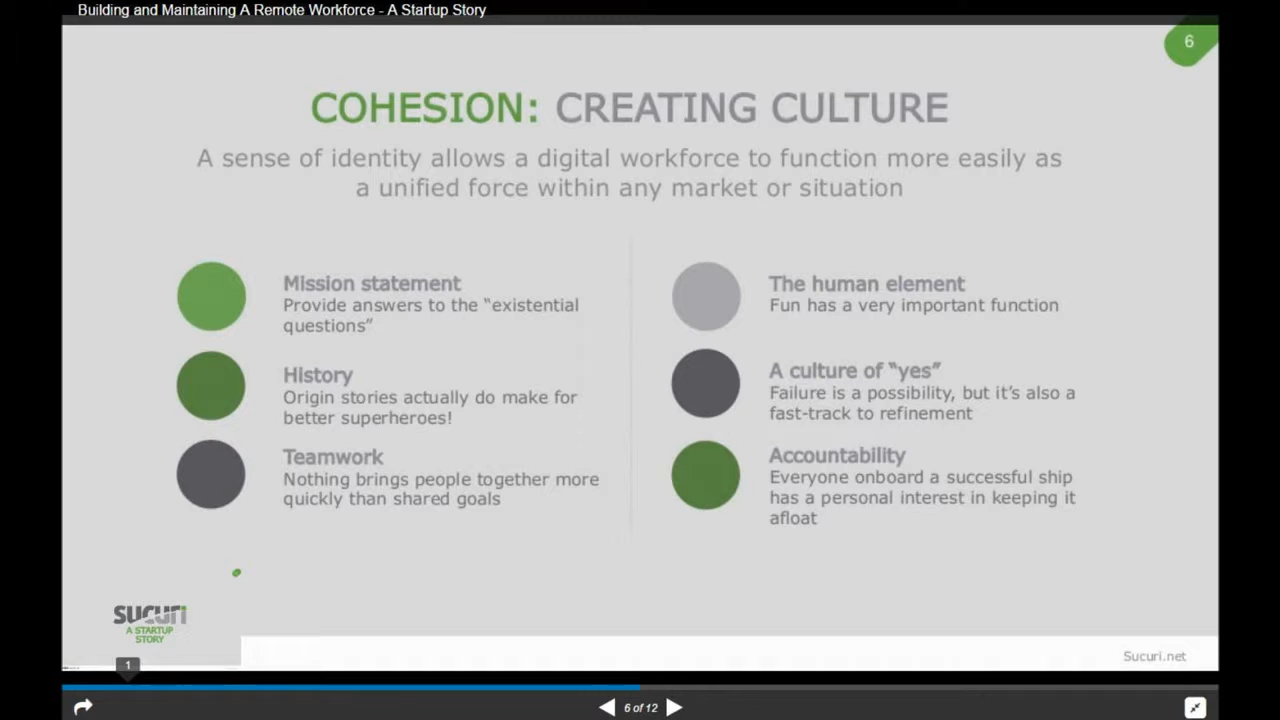 Building and Maintaining A Remote Workforce - A Startup Story
6
COHESION: CREATING CULTURE
A sense of identity allows a digital workforce to function more easily as
a unified force within any market or situation
Mission statement
Provide answers to the “existential
questions”
History
Origin stories actually do make for
better superheroes!
Teamwork
Nothing brings people together more
quickly than shared goals
The human element
Fun has a very important function
A culture of “yes”
Failure is a possibility, but it’s also a
fast-track to refinement
Accountability
Everyone onboard a successful ship
has a personal interest in keeping it
afloat
sucuri
A STARTUP
STORY
Sucuri.net
1
6 of 12